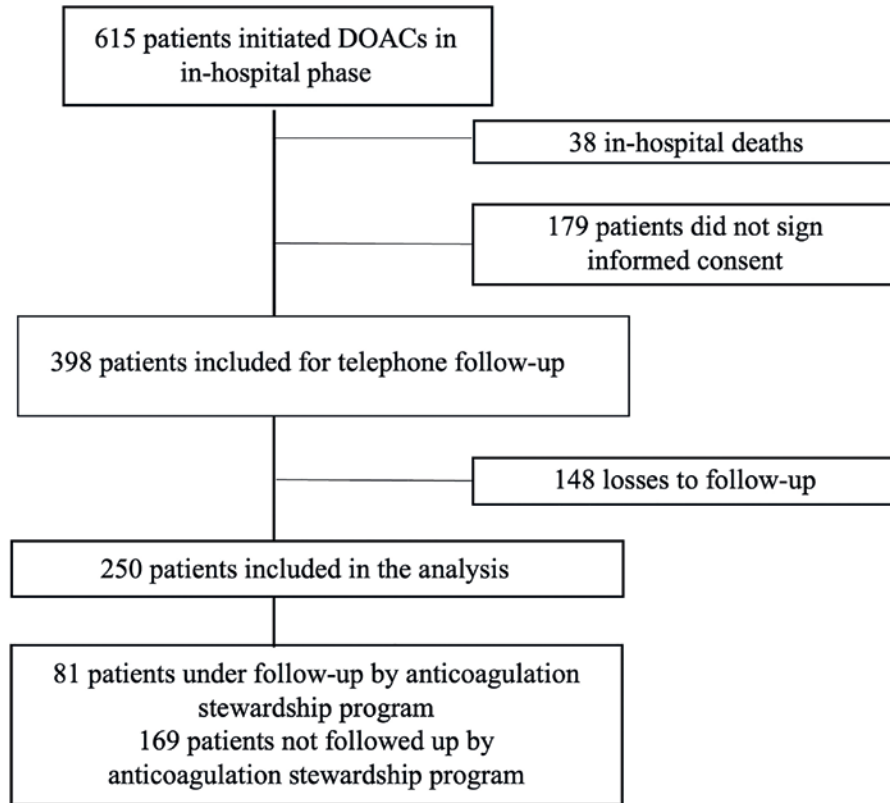 615 patients initiated DOACs in
in-hospital phase
38 in-hospital deaths
179 patients did not sign
informed consent
398 patients included for telephone follow-up
148 losses to follow-up
250 patients included in the analysis
81 patients under follow-up by anticoagulation
stewardship program
169 patients not followed up by
anticoagulation stewardship program